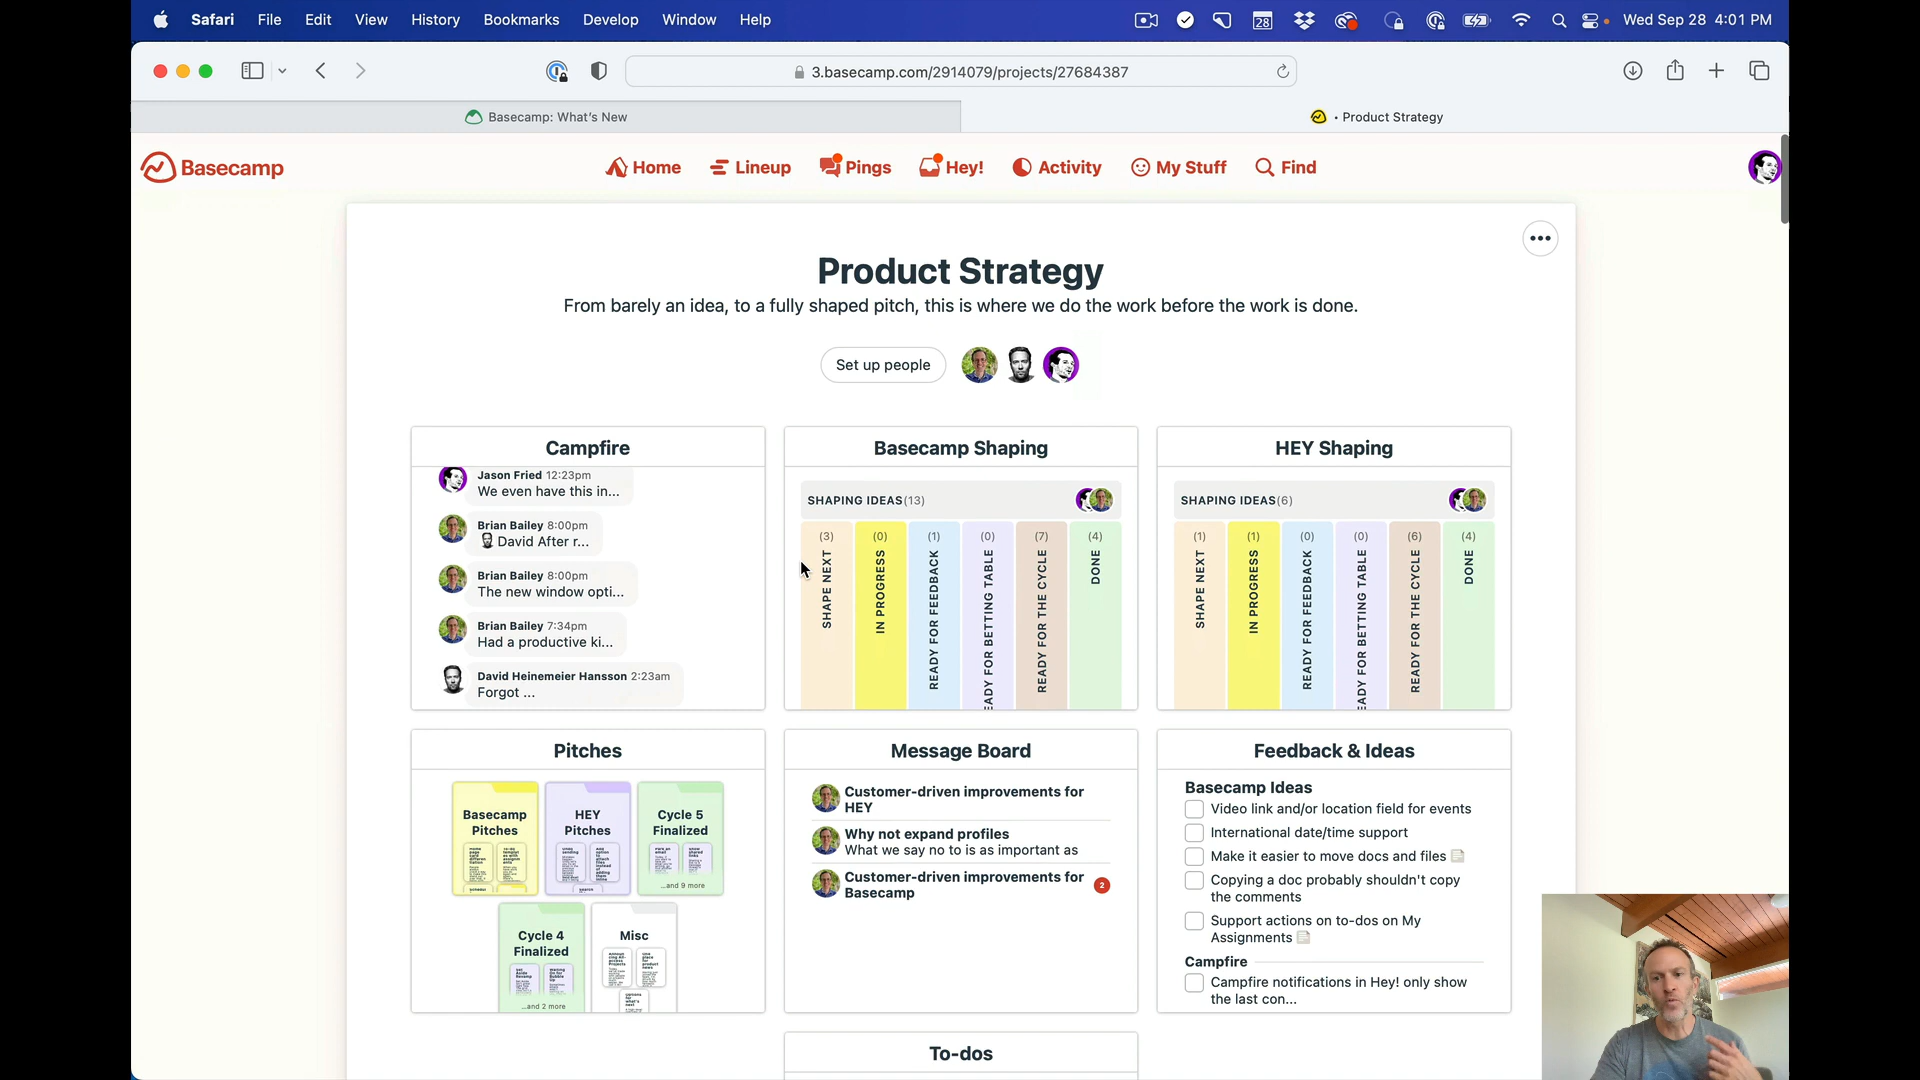 Safari File Edit View History Bookmarks Develop Window Help 28 Wed Sep 28 4:01 PM
3.basecamp.com/2914079/projects/27684387
Basecamp: What's New
• Product Strategy
Basecamp Home Lineup Pings Hey! Activity My Stuff Find
Product Strategy
From barely an idea, to a fully shaped pitch, this is where we do the work before the work is done.
Set up people
Campfire
Jason Fried 12:23pm
We even have this in...
Brian Bailey 8:00pm
David After r...
Brian Bailey 8:00pm
The new window opti...
Brian Bailey 7:34pm
Had a productive ki...
David Heinemeier Hansson 2:23am
Forgot ...
Basecamp Shaping
SHAPING IDEAS(13)
(3) SHAPE NEXT
(0) IN PROGRESS
(1) READY FOR FEEDBACK
(0) EADY FOR BETTING TABLE
(7) READY FOR THE CYCLE
(4) DONE
HEY Shaping
SHAPING IDEAS(6)
(1) SHAPE NEXT
(1) IN PROGRESS
(0) READY FOR FEEDBACK
(0) EADY FOR BETTING TABLE
(6) READY FOR THE CYCLE
(4) DONE
Pitches
Basecamp
Pitches
HEY
Pitches
Cycle 5
Finalized
...and 9 more
Cycle 4
Finalized
...and 2 more
Misc
Message Board
Customer-driven improvements for
HEY
Why not expand profiles
What we say no to is as important as
Customer-driven improvements for
Basecamp
2
Feedback & Ideas
Basecamp Ideas
Video link and/or location field for events
International date/time support
Make it easier to move docs and files
Copying a doc probably shouldn't copy
the comments
Support actions on to-dos on My
Assignments
Campfire
Campfire notifications in Hey! only show
the last con...
To-dos